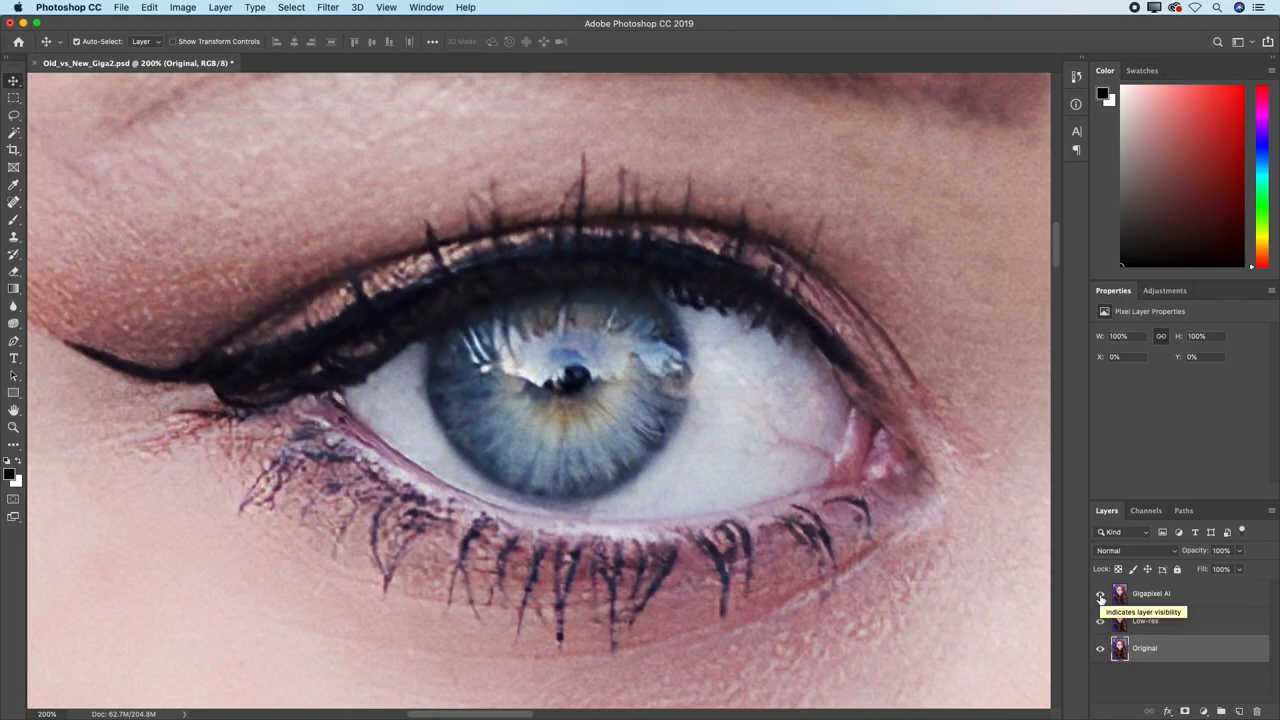 Photoshop CC File Edit Image Layer Type Select Filter 3D View Window Help
Adobe Photoshop CC 2019
Auto-Select: Layer Show Transform Controls 3D Mode:
Old_vs_New_Giga2.psd @ 200% (Original, RGB/8) *
Color Swatches
Properties Adjustments
Pixel Layer Properties
W: 100% H: 100%
X: 0% Y: 0%
Layers Channels Paths
Kind
Normal Opacity: 100%
Lock: Fill: 100%
Gigapixel AI
Indicates layer visibility
Low-res
Original
200% Doc: 62.7M/204.8M